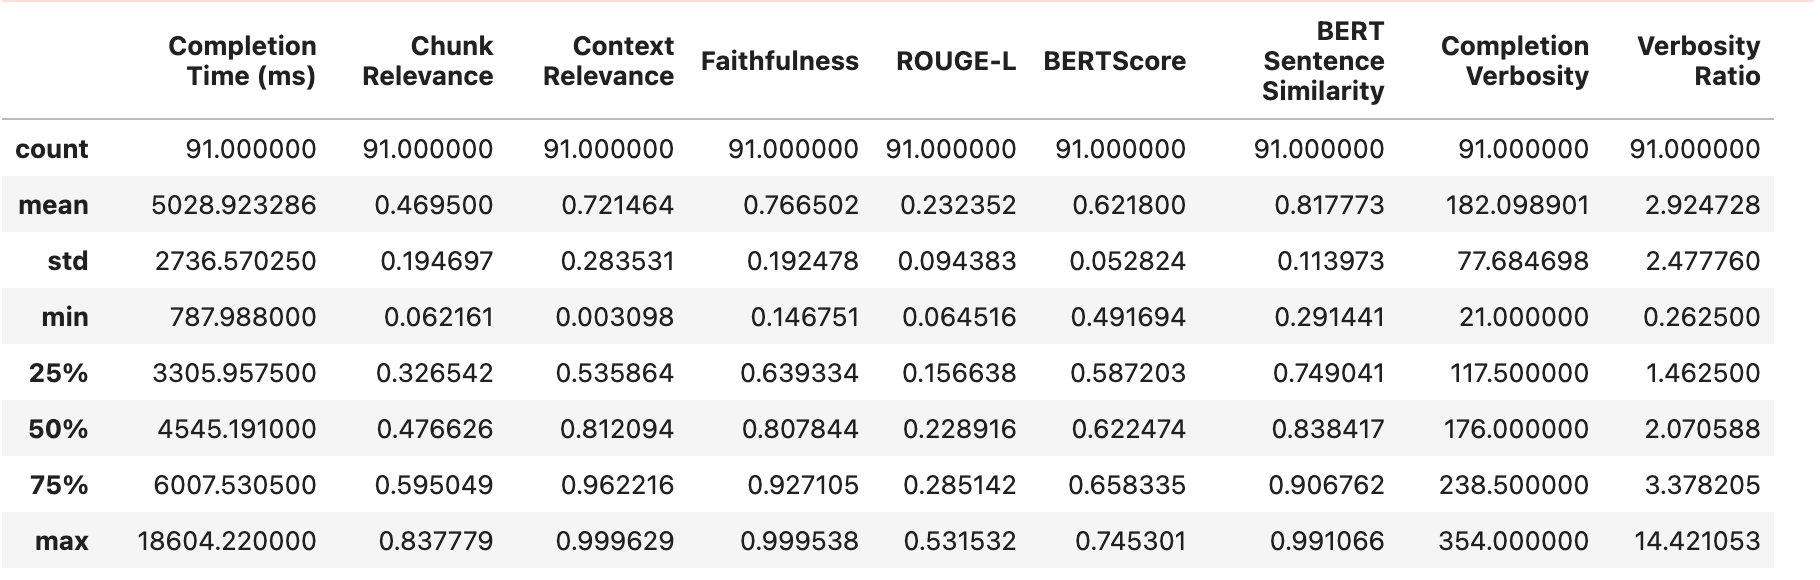 Completion Time (ms) Chunk Relevance Context Relevance Faithfulness ROUGE-L BERTScore BERT Sentence Similarity Completion Verbosity Verbosity Ratio
count 91.000000 91.000000 91.000000 91.000000 91.000000 91.000000 91.000000 91.000000 91.000000
mean 5028.923286 0.469500 0.721464 0.766502 0.232352 0.621800 0.817773 182.098901 2.924728
std 2736.570250 0.194697 0.283531 0.192478 0.094383 0.052824 0.113973 77.684698 2.477760
min 787.988000 0.062161 0.003098 0.146751 0.064516 0.491694 0.291441 21.000000 0.262500
25% 3305.957500 0.326542 0.535864 0.639334 0.156638 0.587203 0.749041 117.500000 1.462500
50% 4545.191000 0.476626 0.812094 0.807844 0.228916 0.622474 0.838417 176.000000 2.070588
75% 6007.530500 0.595049 0.962216 0.927105 0.285142 0.658335 0.906762 238.500000 3.378205
max 18604.220000 0.837779 0.999629 0.999538 0.531532 0.745301 0.991066 354.000000 14.421053